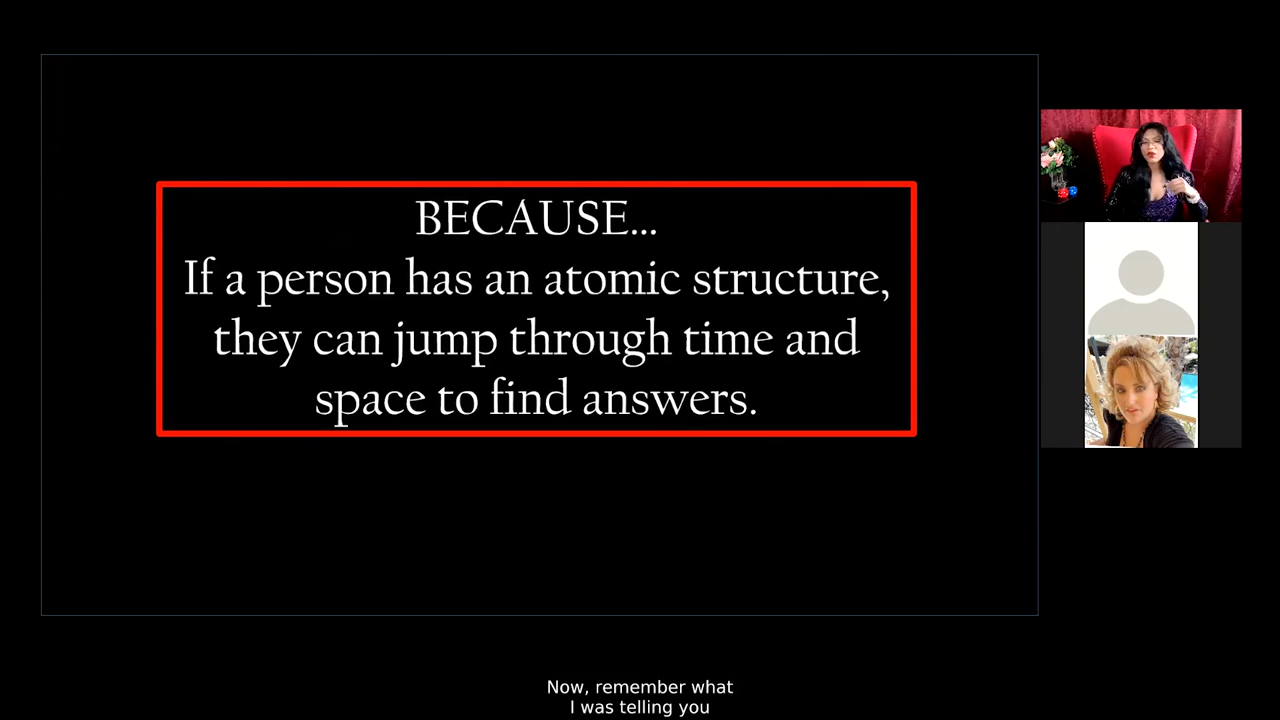 BECAUSE...
If a person has an atomic structure,
they can jump through time and
space to find answers.
Now, remember what
I was telling you